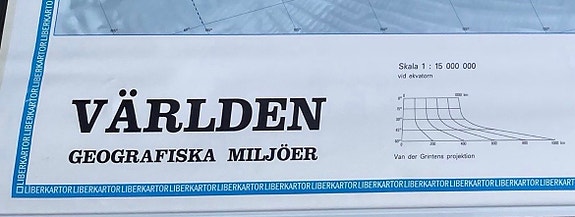 Skala 1 : 15 000 000
vid ekvatorn
VÄRLDEN
GEOGRAFISKA MILJÖER
Van der Grintens projektion
LIBERKARTOR LIBERKARTOR LIBERKARTOR LIBERKARTOR LIBERKARTOR LIBERKARTOR LIBERKARTOR LIBERKARTOR LIBERKARTOR LIBERKARTOR LIBERKARTOR